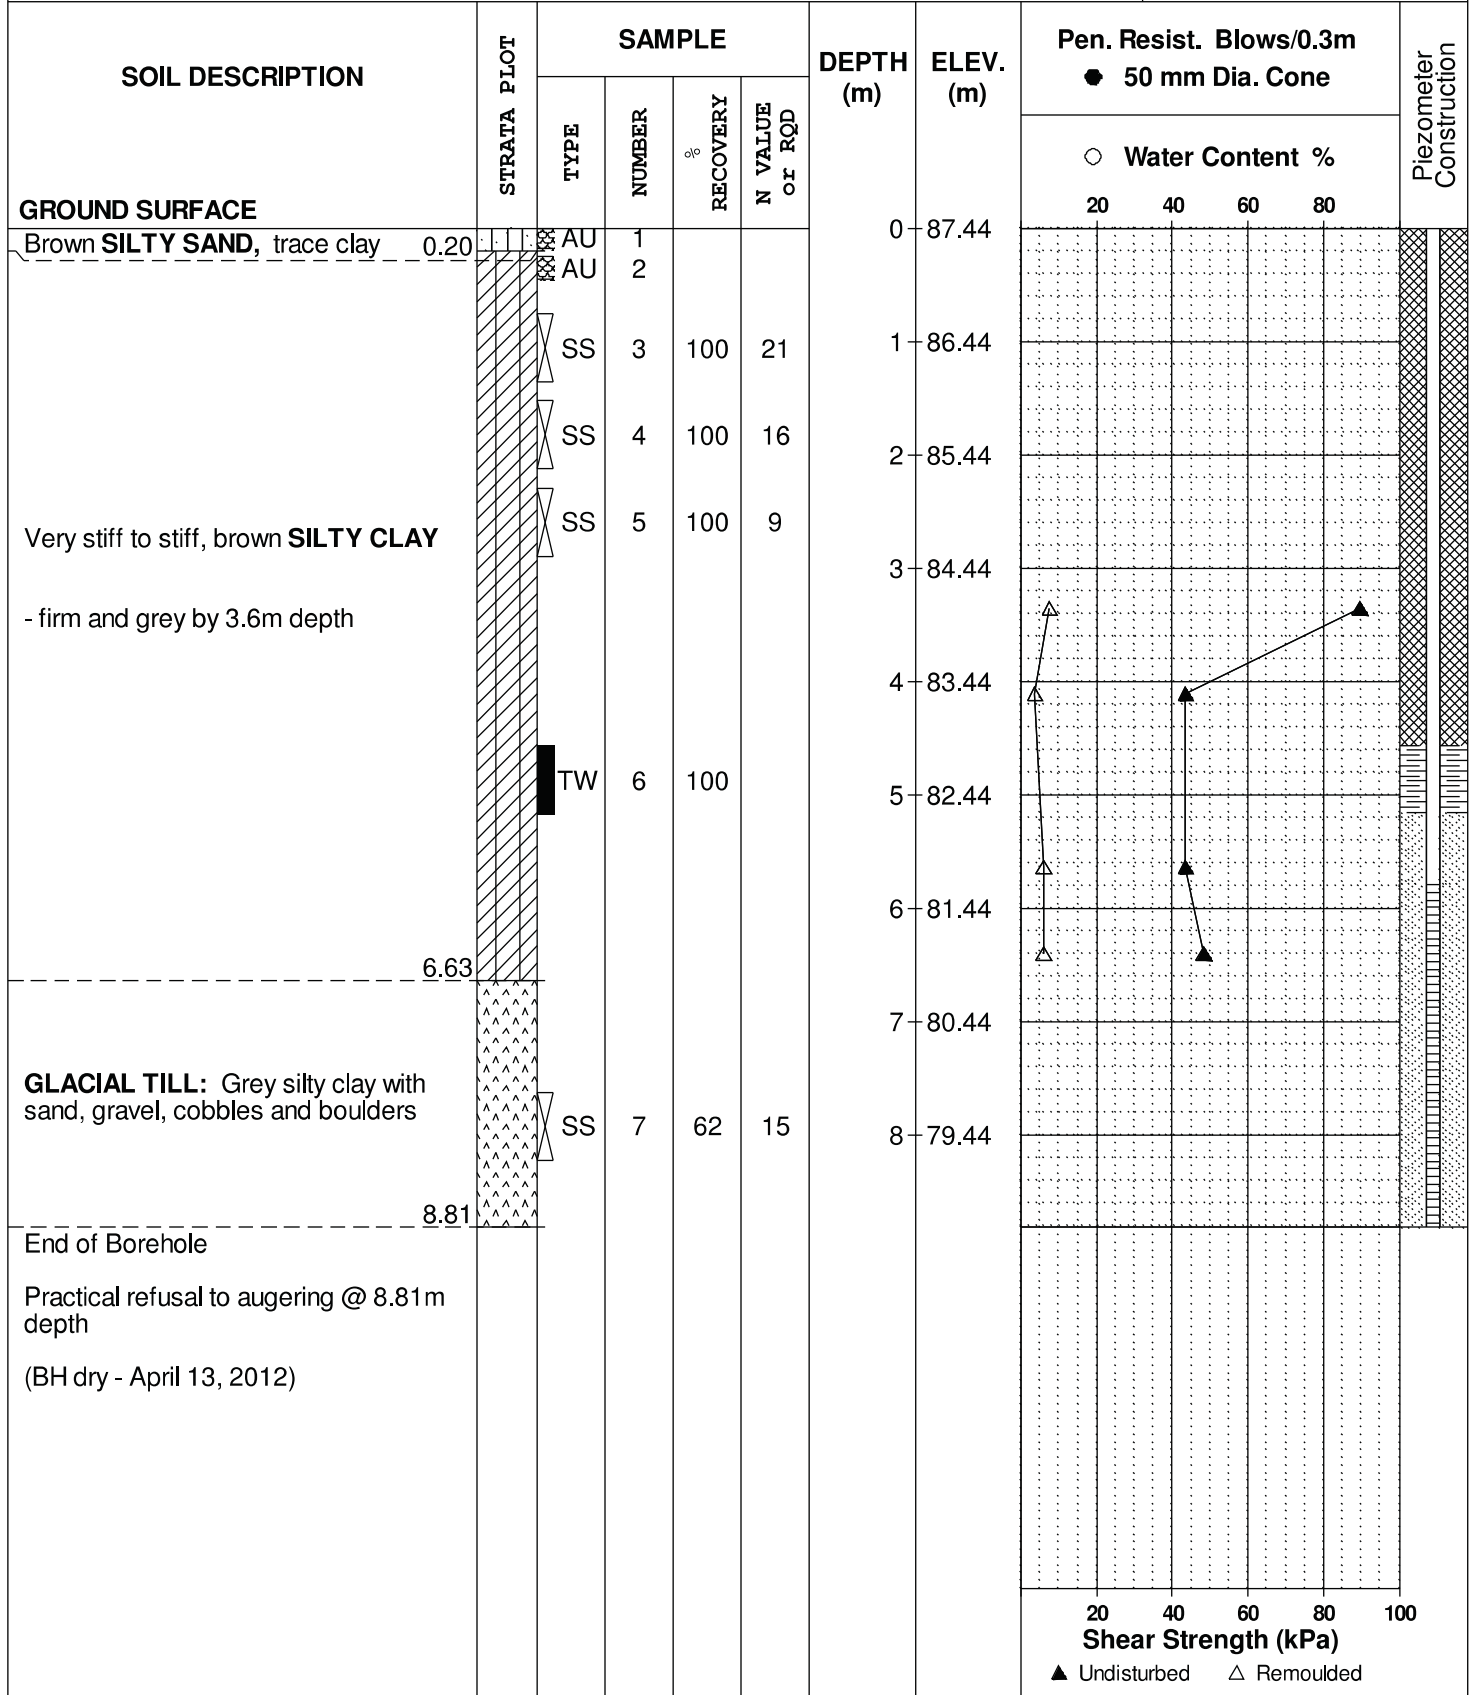 SOIL DESCRIPTION
GROUND SURFACE
STRATA PLOT
SAMPLE
TYPE
NUMBER
% RECOVERY
N VALUE or RQD
DEPTH (m)
ELEV. (m)
Pen. Resist. Blows/0.3m
● 50 mm Dia. Cone
○ Water Content %
20 40 60 80
Piezometer Construction
0 87.44
Brown SILTY SAND, trace clay 0.20
AU 1
AU 2
SS 3 100 21
1 86.44
SS 4 100 16
2 85.44
SS 5 100 9
Very stiff to stiff, brown SILTY CLAY
3 84.44
- firm and grey by 3.6m depth
4 83.44
TW 6 100
5 82.44
6 81.44
6.63
7 80.44
GLACIAL TILL: Grey silty clay with
sand, gravel, cobbles and boulders
SS 7 62 15
8 79.44
8.81
End of Borehole
Practical refusal to augering @ 8.81m
depth
(BH dry - April 13, 2012)
20 40 60 80 100
Shear Strength (kPa)
▲ Undisturbed △ Remoulded